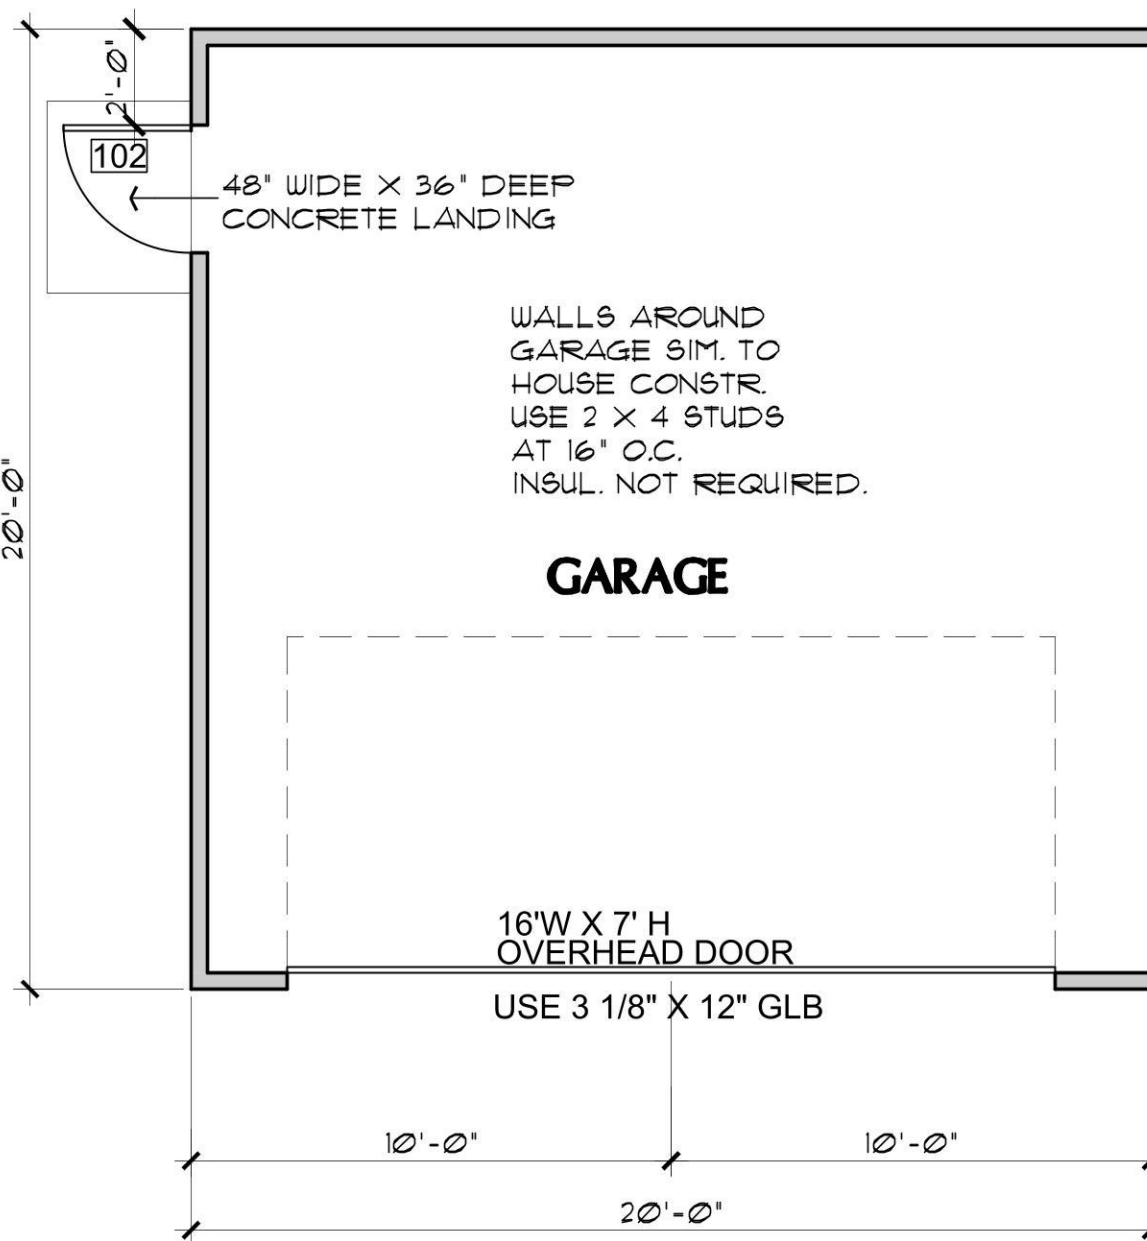 2'-0"
102
48" WIDE X 36" DEEP
CONCRETE LANDING
WALLS AROUND
GARAGE SIM. TO
HOUSE CONSTR.
USE 2 X 4 STUDS
AT 16" O.C.
INSUL. NOT REQUIRED.
20'-0"
GARAGE
16'W X 7' H
OVERHEAD DOOR
USE 3 1/8" X 12" GLB
10'-0"
10'-0"
20'-0"